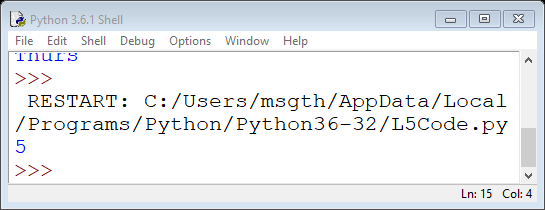 Python 3.6.1 Shell
File Edit Shell Debug Options Window Help
Thurs
>>>
 RESTART: C:/Users/msgth/AppData/Local
/Programs/Python/Python36-32/L5Code.py
5
>>>
Ln: 15 Col: 4